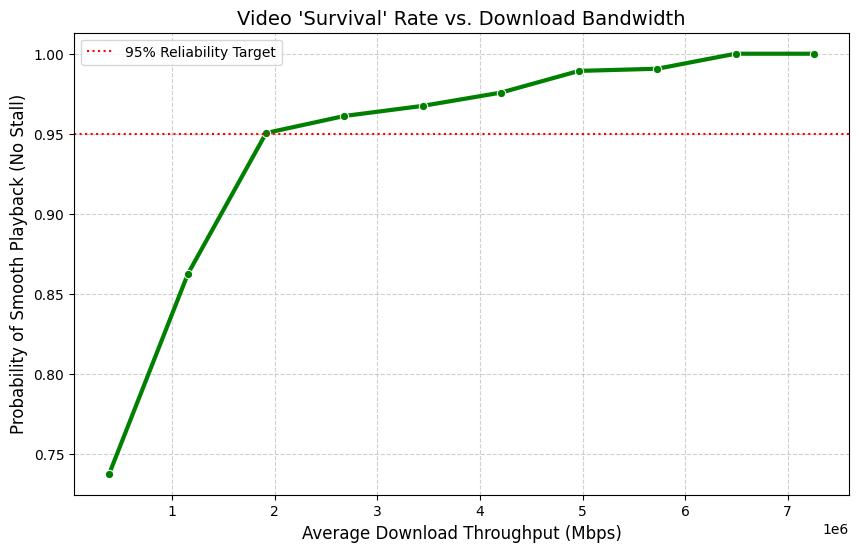 Video 'Survival' Rate vs. Download Bandwidth
95% Reliability Target
Probability of Smooth Playback (No Stall)
1.00
0.95
0.90
0.85
0.80
0.75
1 2 3 4 5 6 7
1e6
Average Download Throughput (Mbps)